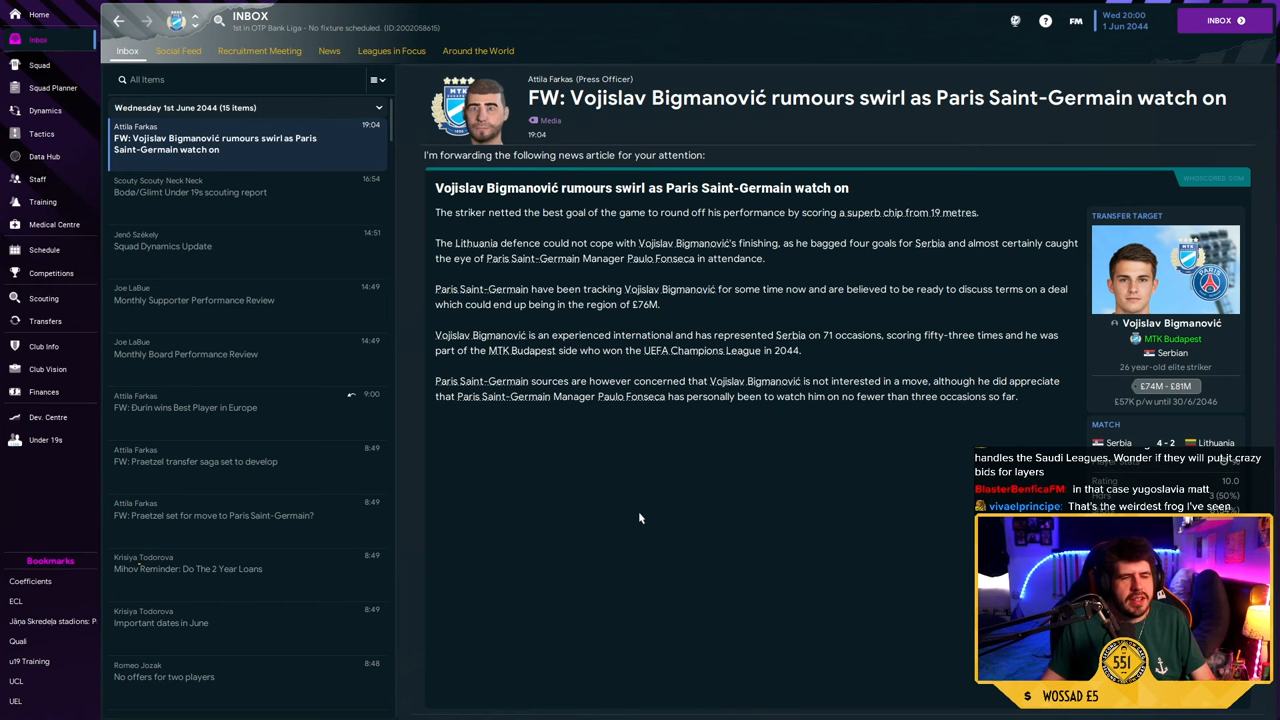 Home
Inbox
Squad
Squad Planner
Dynamics
Tactics
Data Hub
Staff
Training
Medical Centre
Schedule
Competitions
Scouting
Transfers
Club Info
Club Vision
Finances
Dev. Centre
Under 19s
Bookmarks
Coefficients
ECL
Jāņa Skredeļa stadions: P
Quali
u19 Training
UCL
UEL
INBOX
1st in OTP Bank Liga - No fixture scheduled. (ID:2002058615)
?
FM
Wed 20:00
1 Jun 2044
INBOX
Inbox
Social Feed
Recruitment Meeting
News
Leagues in Focus
Around the World
All Items
Wednesday 1st June 2044 (15 items)
Attila Farkas
19:04
FW: Vojislav Bigmanović rumours swirl as Paris
Saint-Germain watch on
Scouty Scouty Neck Neck
16:54
Bodø/Glimt Under 19s scouting report
Jenő Székely
14:51
Squad Dynamics Update
Joe LaBue
14:49
Monthly Supporter Performance Review
Joe LaBue
14:49
Monthly Board Performance Review
Attila Farkas
9:00
FW: Đurin wins Best Player in Europe
Attila Farkas
8:49
FW: Praetzel transfer saga set to develop
Attila Farkas
8:49
FW: Praetzel set for move to Paris Saint-Germain?
Krisiya Todorova
8:49
Mihov Reminder: Do The 2 Year Loans
Krisiya Todorova
8:49
Important dates in June
Romeo Jozak
8:48
No offers for two players
Attila Farkas (Press Officer)
FW: Vojislav Bigmanović rumours swirl as Paris Saint-Germain watch on
Media
19:04
I'm forwarding the following news article for your attention:
WHOSCORED.COM
Vojislav Bigmanović rumours swirl as Paris Saint-Germain watch on
The striker netted the best goal of the game to round off his performance by scoring a superb chip from 19 metres.
The Lithuania defence could not cope with Vojislav Bigmanović's finishing, as he bagged four goals for Serbia and almost certainly caught
the eye of Paris Saint-Germain Manager Paulo Fonseca in attendance.
Paris Saint-Germain have been tracking Vojislav Bigmanović for some time now and are believed to be ready to discuss terms on a deal
which could end up being in the region of £76M.
Vojislav Bigmanović is an experienced international and has represented Serbia on 71 occasions, scoring fifty-three times and he was
part of the MTK Budapest side who won the UEFA Champions League in 2044.
Paris Saint-Germain sources are however concerned that Vojislav Bigmanović is not interested in a move, although he did appreciate
that Paris Saint-Germain Manager Paulo Fonseca has personally been to watch him on no fewer than three occasions so far.
TRANSFER TARGET
Vojislav Bigmanović
MTK Budapest
Serbian
26 year-old elite striker
£74M - £81M
£57K p/w until 30/6/2046
MATCH
Serbia 4 - 2 Lithuania
Player Stats
Rating 10.0
Hdrs 3 (50%)
handles the Saudi Leagues. Wonder if they will put it crazy
bids for layers
BlasterBenficaFM: in that case yugoslavia matt
vivaelprincipe: That's the weirdest frog I've seen
551
$ WOSSAD £5